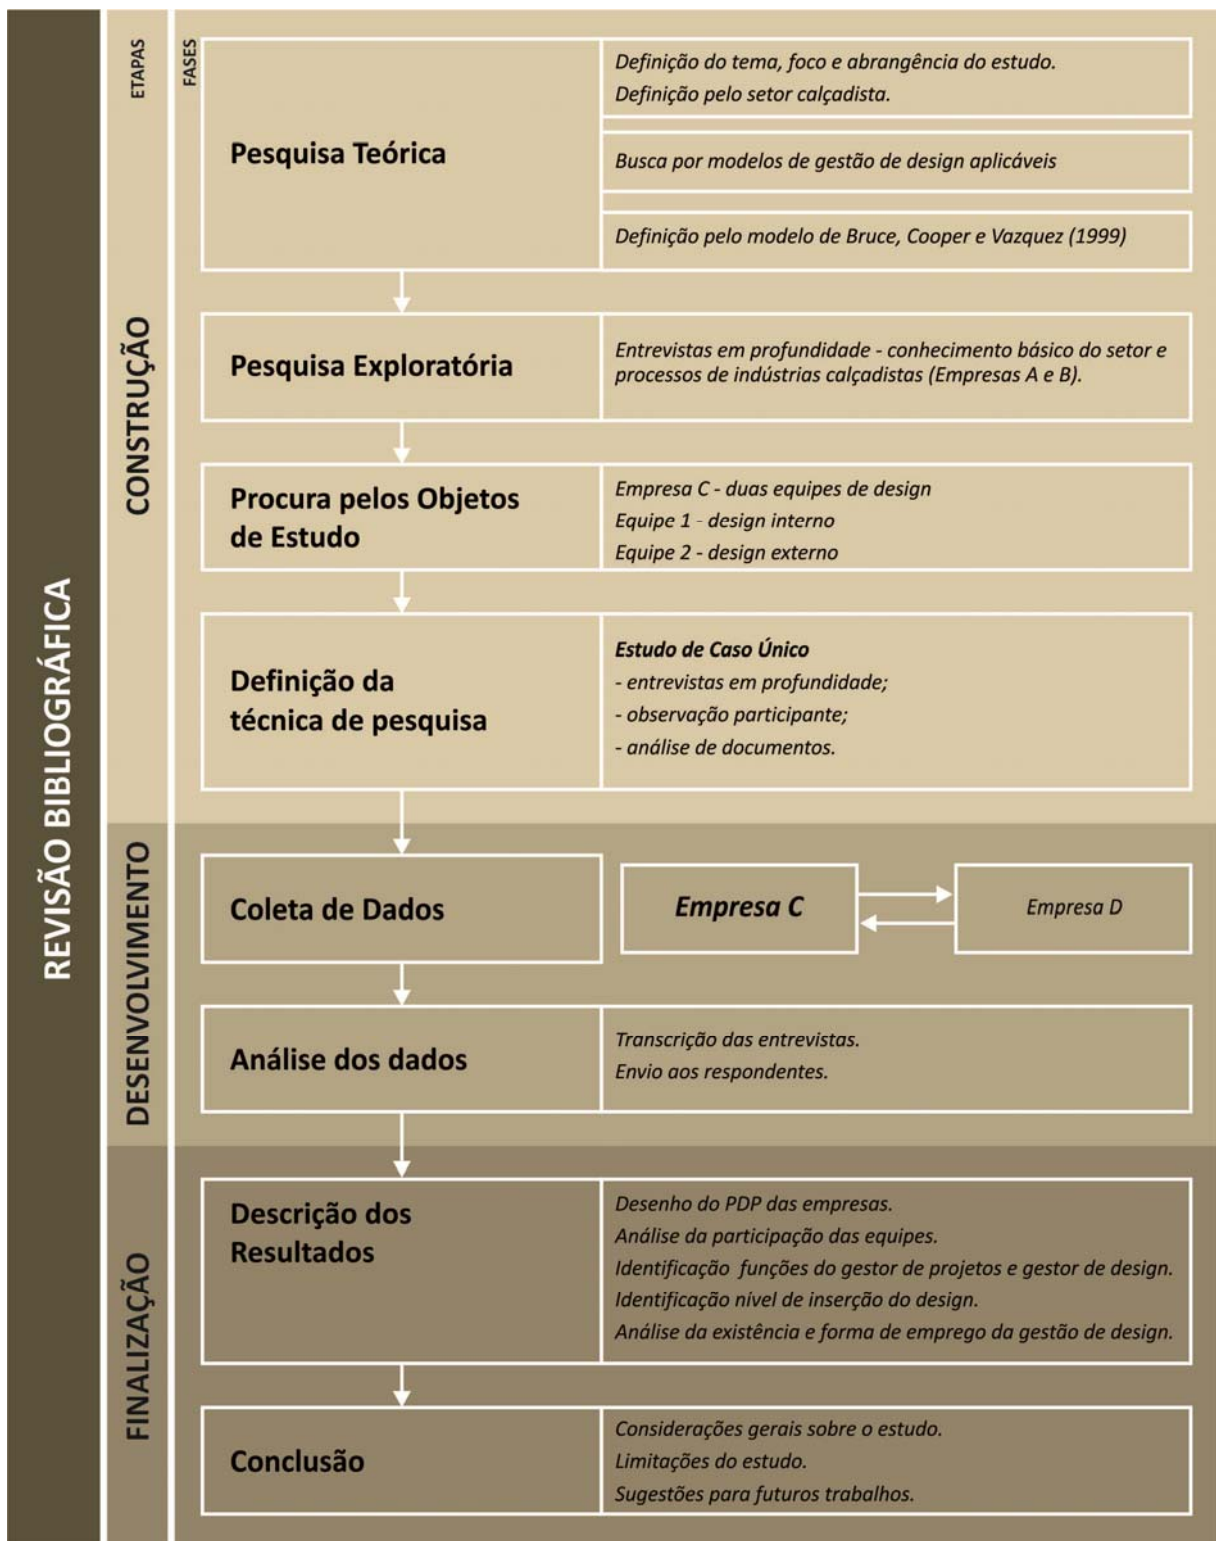 REVISÃO BIBLIOGRÁFICA
ETAPAS
FASES
CONSTRUÇÃO
Pesquisa Teórica
Definição do tema, foco e abrangência do estudo.
Definição pelo setor calçadista.
Busca por modelos de gestão de design aplicáveis
Definição pelo modelo de Bruce, Cooper e Vazquez (1999)
Pesquisa Exploratória
Entrevistas em profundidade - conhecimento básico do setor e
processos de indústrias calçadistas (Empresas A e B).
Procura pelos Objetos
de Estudo
Empresa C - duas equipes de design
Equipe 1 - design interno
Equipe 2 - design externo
Definição da
técnica de pesquisa
Estudo de Caso Único
- entrevistas em profundidade;
- observação participante;
- análise de documentos.
DESENVOLVIMENTO
Coleta de Dados
Empresa C
Empresa D
Análise dos dados
Transcrição das entrevistas.
Envio aos respondentes.
FINALIZAÇÃO
Descrição dos
Resultados
Desenho do PDP das empresas.
Análise da participação das equipes.
Identificação funções do gestor de projetos e gestor de design.
Identificação nível de inserção do design.
Análise da existência e forma de emprego da gestão de design.
Conclusão
Considerações gerais sobre o estudo.
Limitações do estudo.
Sugestões para futuros trabalhos.